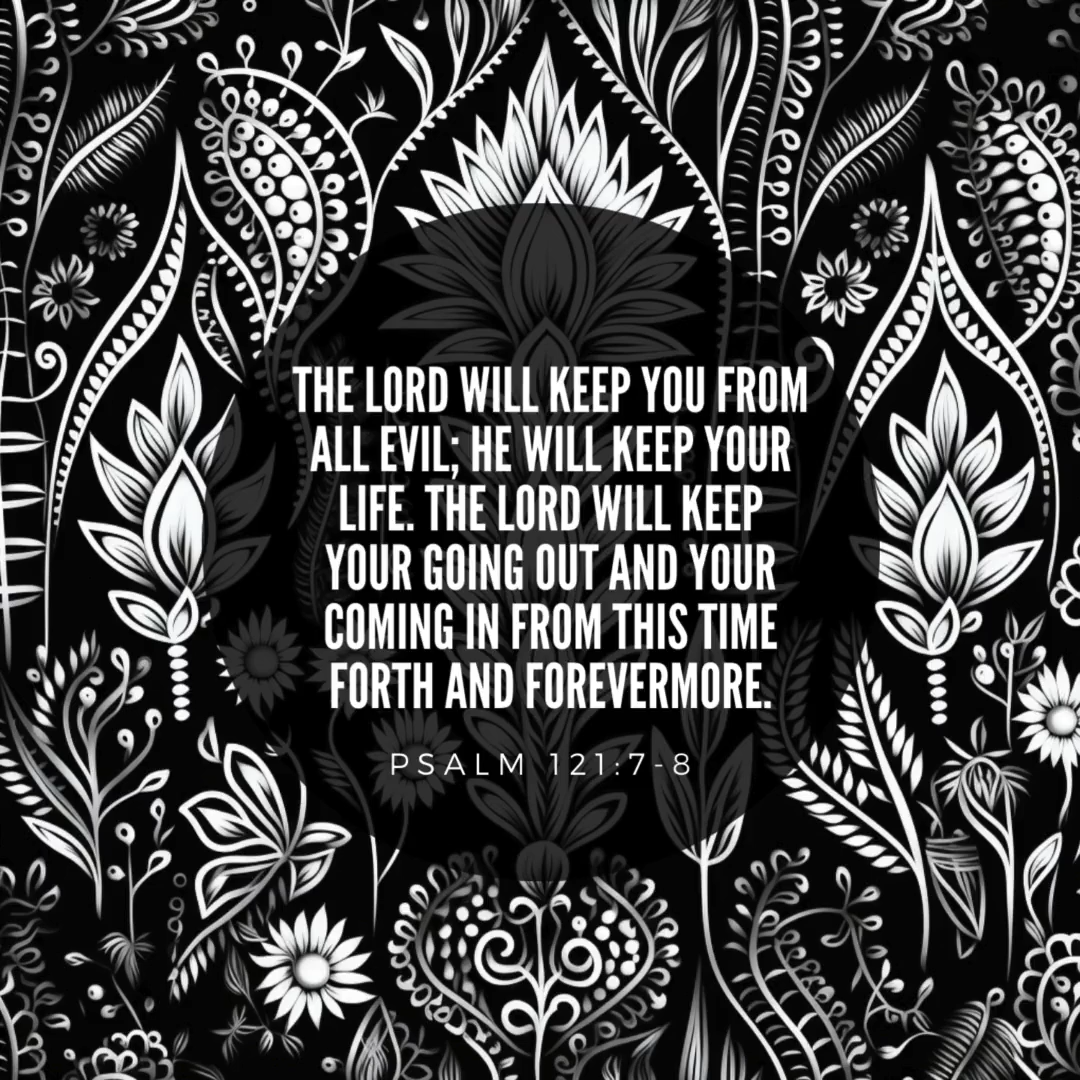 THE LORD WILL KEEP YOU FROM
ALL EVIL; HE WILL KEEP YOUR
LIFE. THE LORD WILL KEEP
YOUR GOING OUT AND YOUR
COMING IN FROM THIS TIME
FORTH AND FOREVERMORE.
PSALM 121:7-8